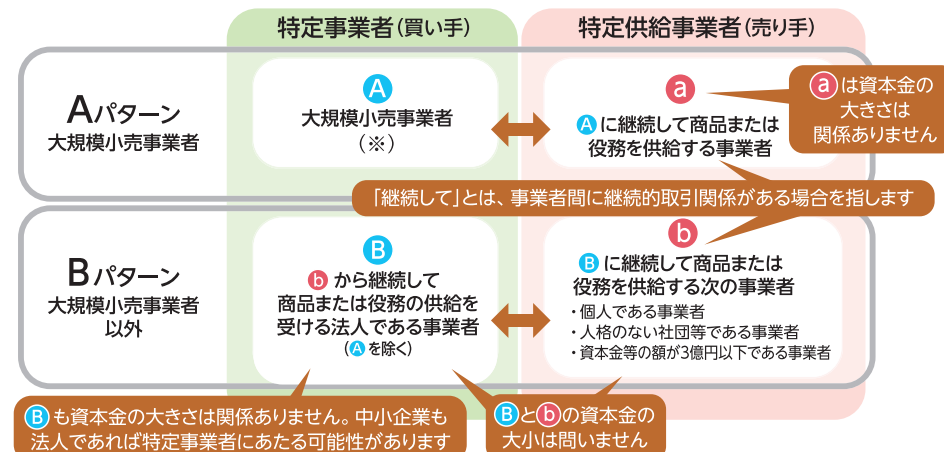 特定事業者（買い手）
特定供給事業者（売り手）
Aパターン
大規模小売事業者
A
大規模小売事業者
（※）
a
Aに継続して商品または
役務を供給する事業者
aは資本金の
大きさは
関係ありません
「継続して」とは、事業者間に継続的取引関係がある場合を指します
Bパターン
大規模小売事業者
以外
B
bから継続して
商品または役務の供給を
受ける法人である事業者
（Aを除く）
b
Bに継続して商品または
役務を供給する次の事業者
・個人である事業者
・人格のない社団等である事業者
・資本金等の額が3億円以下である事業者
Bも資本金の大きさは関係ありません。中小企業も
法人であれば特定事業者にあたる可能性があります
Bとbの資本金の
大小は問いません